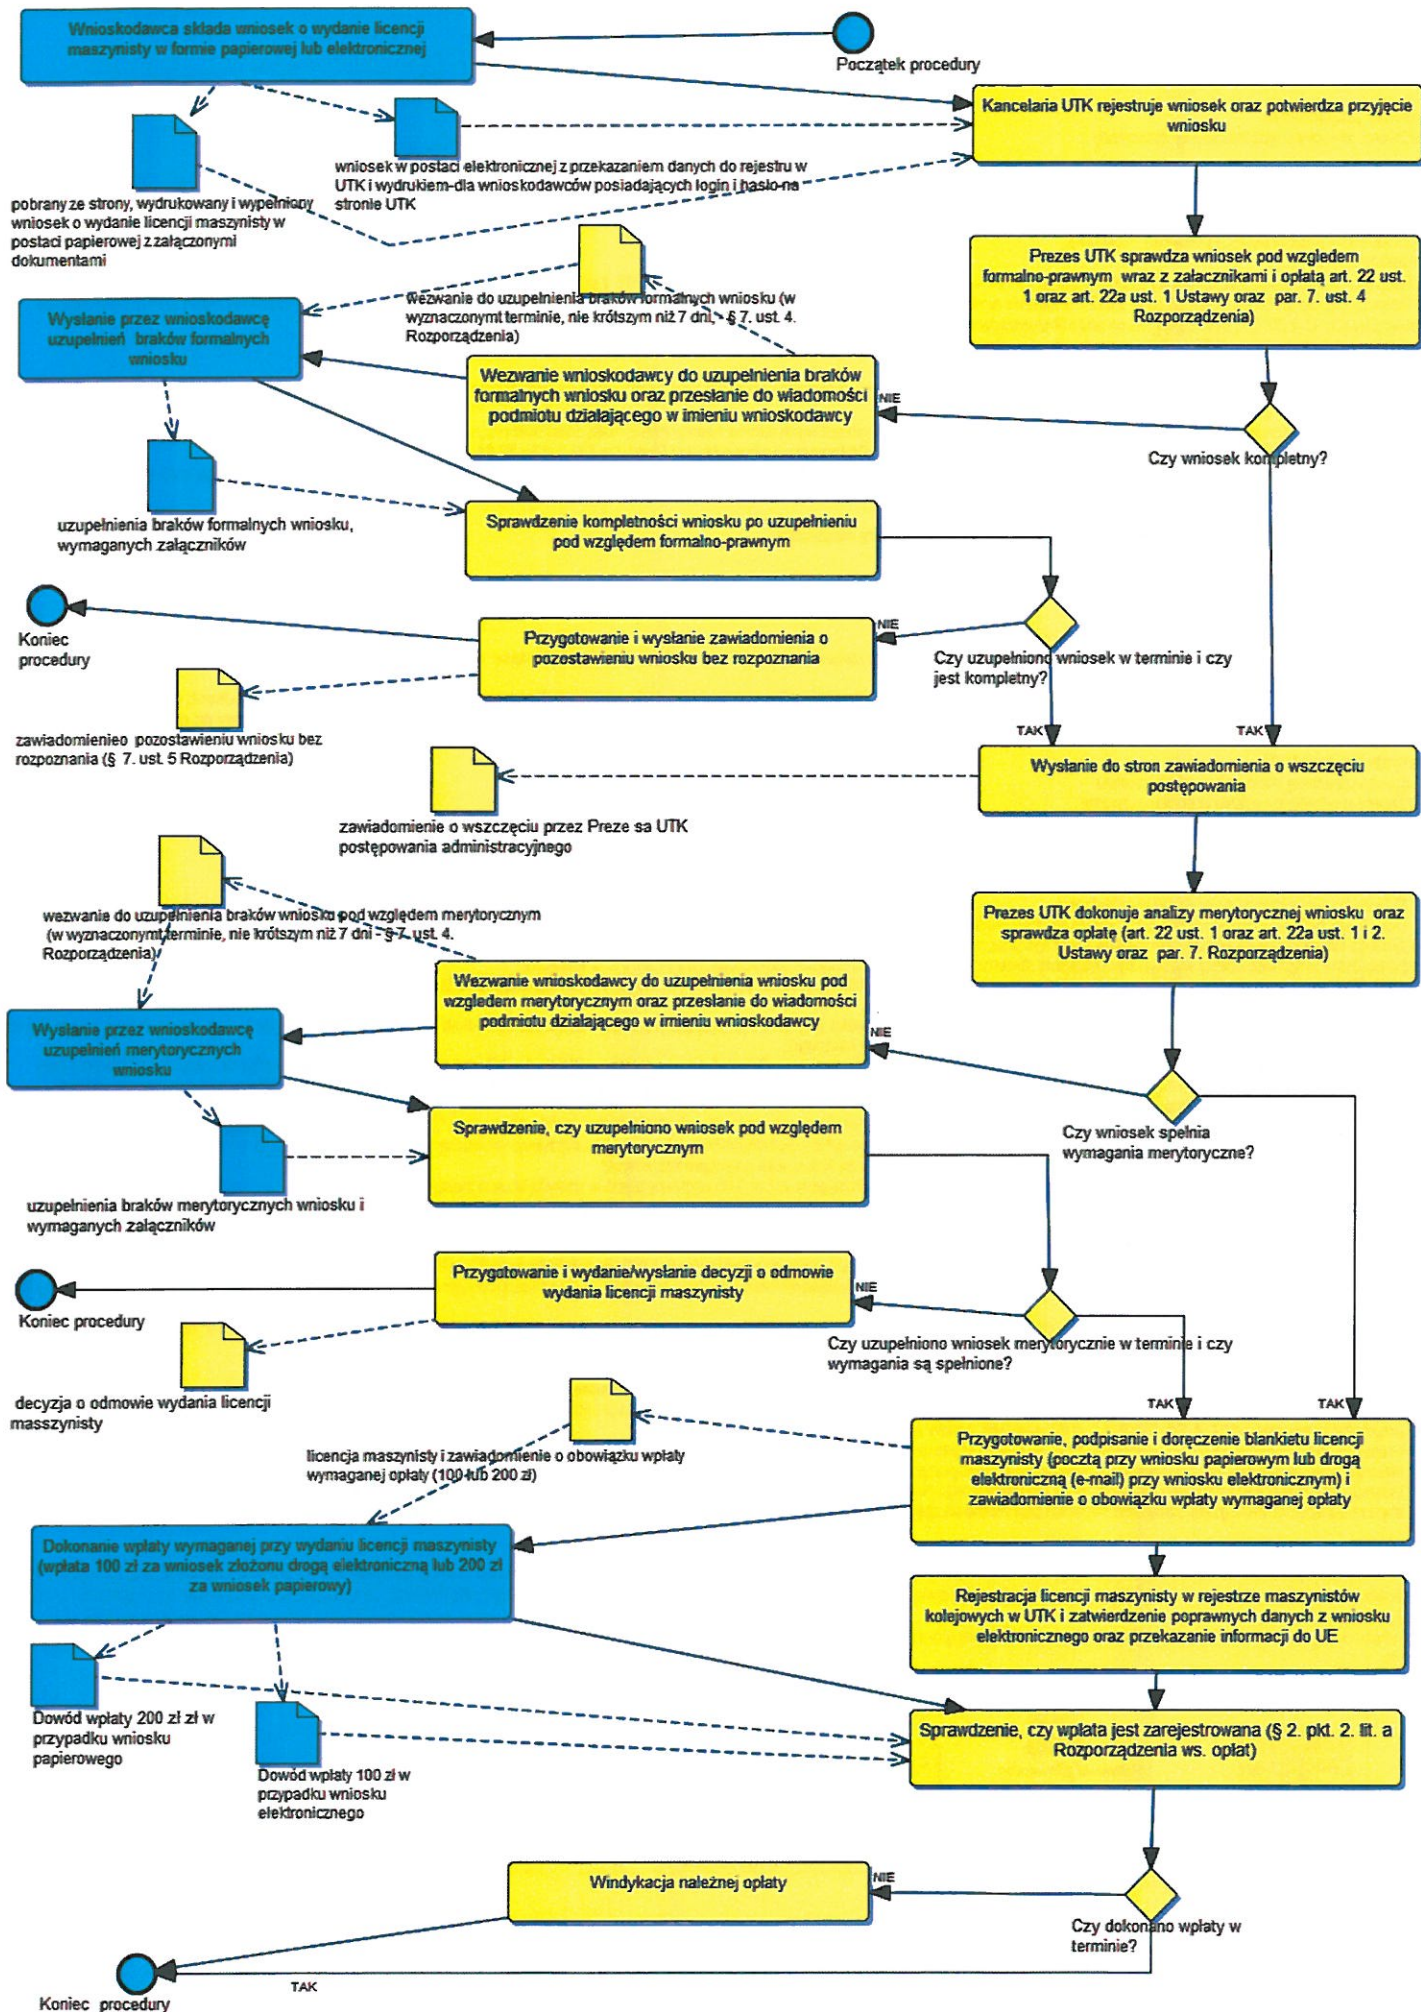 Wnioskodawca składa wniosek o wydanie licencji
maszynisty w formie papierowej lub elektronicznej
Początek procedury
Kancelaria UTK rejestruje wniosek oraz potwierdza przyjęcie
wniosku
wniosek w postaci elektronicznej z przekazaniem danych do rejestru w
UTK i wydrukiem-dla wnioskodawców posiadających login i hasło-na
stronie UTK
pobrany ze strony, wydrukowany i wypełniony
wniosek o wydanie licencji maszynisty w
postaci papierowej z załączonymi
dokumentami
Prezes UTK sprawdza wniosek pod względem
formalno-prawnym wraz z załacznikami i opłatą art. 22 ust.
1 oraz art. 22a ust. 1 Ustawy oraz par. 7. ust. 4
Rozporządzenia)
wezwanie do uzupełnienia braków formalnych wniosku (w
wyznaczonymt terminie, nie krótszym niż 7 dni, - § 7. ust. 4.
Rozporządzenia)
Wysłanie przez wnioskodawcę
uzupełnień braków formalnych
wniosku
Wezwanie wnioskodawcy do uzupełnienia braków
formalnych wniosku oraz przesłanie do wiadomości
podmiotu działającego w imieniu wnioskodawcy
NIE
Czy wniosek kompletny?
uzupełnienia braków formalnych wniosku,
wymaganych załączników
Sprawdzenie kompletności wniosku po uzupełnieniu
pod względem formalno-prawnym
Koniec
procedury
Przygotowanie i wysłanie zawiadomienia o
pozostawieniu wniosku bez rozpoznania
NIE
Czy uzupełniono wniosek w terminie i czy
jest kompletny?
zawiadomienieo pozostawieniu wniosku bez
rozpoznania (§ 7. ust. 5 Rozporządzenia)
TAK
TAK
Wysłanie do stron zawiadomienia o wszczęciu
postępowania
zawiadomienie o wszczęciu przez Preze sa UTK
postępowania administracyjnego
Prezes UTK dokonuje analizy merytorycznej wniosku oraz
sprawdza opłatę (art. 22 ust. 1 oraz art. 22a ust. 1 i 2.
Ustawy oraz par. 7. Rozporządzenia)
wezwanie do uzupełnienia braków wniosku pod względem merytorycznym
(w wyznaczonymt terminie, nie krótszym niż 7 dni - § 7. ust. 4.
Rozporządzenia)
Wezwanie wnioskodawcy do uzupełnienia wniosku pod
względem merytorycznym oraz przesłanie do wiadomości
podmiotu działającego w imieniu wnioskodawcy
NIE
Wysłanie przez wnioskodawcę
uzupełnień merytorycznych
wniosku
Czy wniosek spełnia
wymagania merytoryczne?
Sprawdzenie, czy uzupełniono wniosek pod względem
merytorycznym
uzupełnienia braków merytorycznych wniosku i
wymaganych załączników
Przygotowanie i wydanie/wysłanie decyzji o odmowie
wydania licencji maszynisty
NIE
Koniec procedury
Czy uzupełniono wniosek merytorycznie w terminie i czy
wymagania są spełnione?
decyzja o odmowie wydania licencji
masszynisty
TAK
TAK
licencja maszynisty i zawiadomienie o obowiązku wpłaty
wymaganej opłaty (100 lub 200 zł)
Przygotowanie, podpisanie i doręczenie blankietu licencji
maszynisty (pocztą przy wniosku papierowym lub drogą
elektroniczną (e-mail) przy wniosku elektronicznym) i
zawiadomienie o obowiązku wpłaty wymaganej opłaty
Dokonanie wpłaty wymaganej przy wydaniu licencji maszynisty
(wpłata 100 zł za wniosek złożonu drogą elektroniczną lub 200 zł
za wniosek papierowy)
Rejestracja licencji maszynisty w rejestrze maszynistów
kolejowych w UTK i zatwierdzenie poprawnych danych z wniosku
elektronicznego oraz przekazanie informacji do UE
Dowód wpłaty 200 zł zł w
przypadku wniosku
papierowego
Dowód wpłaty 100 zł w
przypadku wniosku
elektronicznego
Sprawdzenie, czy wpłata jest zarejestrowana (§ 2. pkt. 2. lit. a
Rozporządzenia ws. opłat)
Windykacja należnej opłaty
NIE
Czy dokonano wpłaty w
terminie?
TAK
Koniec procedury